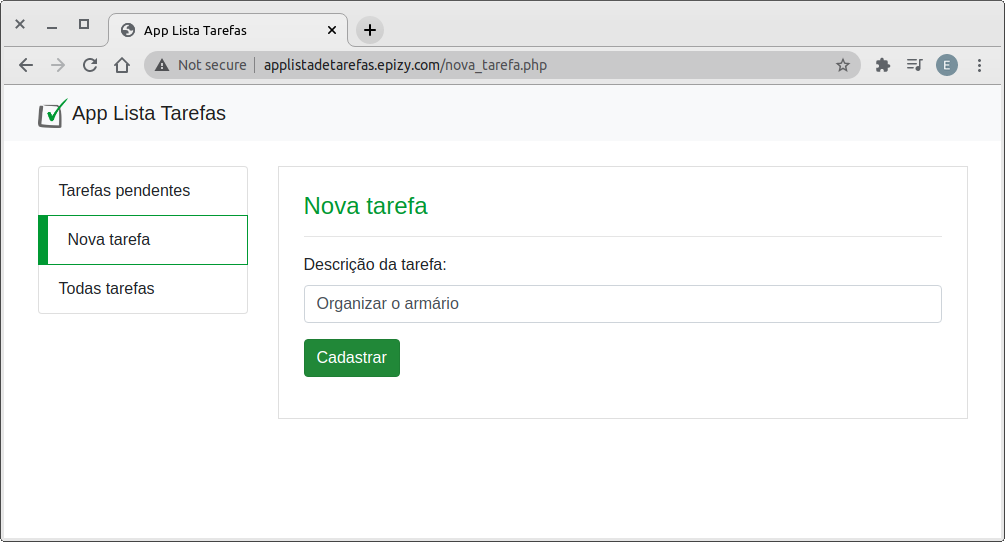 App Lista Tarefas
Not secure applistadetarefas.epizy.com/nova_tarefa.php
E
App Lista Tarefas
Tarefas pendentes
Nova tarefa
Todas tarefas
Nova tarefa
Descrição da tarefa:
Organizar o armário
Cadastrar